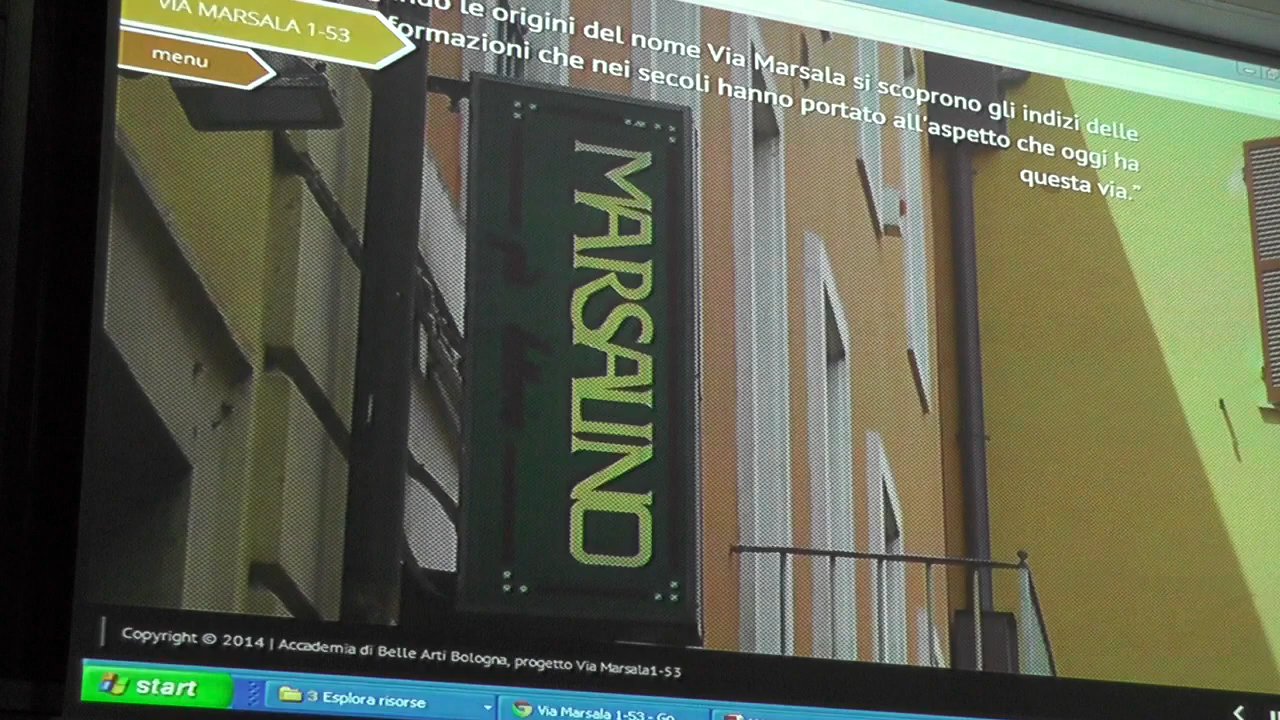 VIA MARSALA 1-53
menu
le origini del nome Via Marsala si scoprono gli indizi delle
formazioni che nei secoli hanno portato all'aspetto che oggi ha
questa via."
MARSALINO
Copyright © 2014 | Accademia di Belle Arti Bologna, progetto Via Marsala1-53
start
3 Esplora risorse
Via Marsala 1-53 - Go